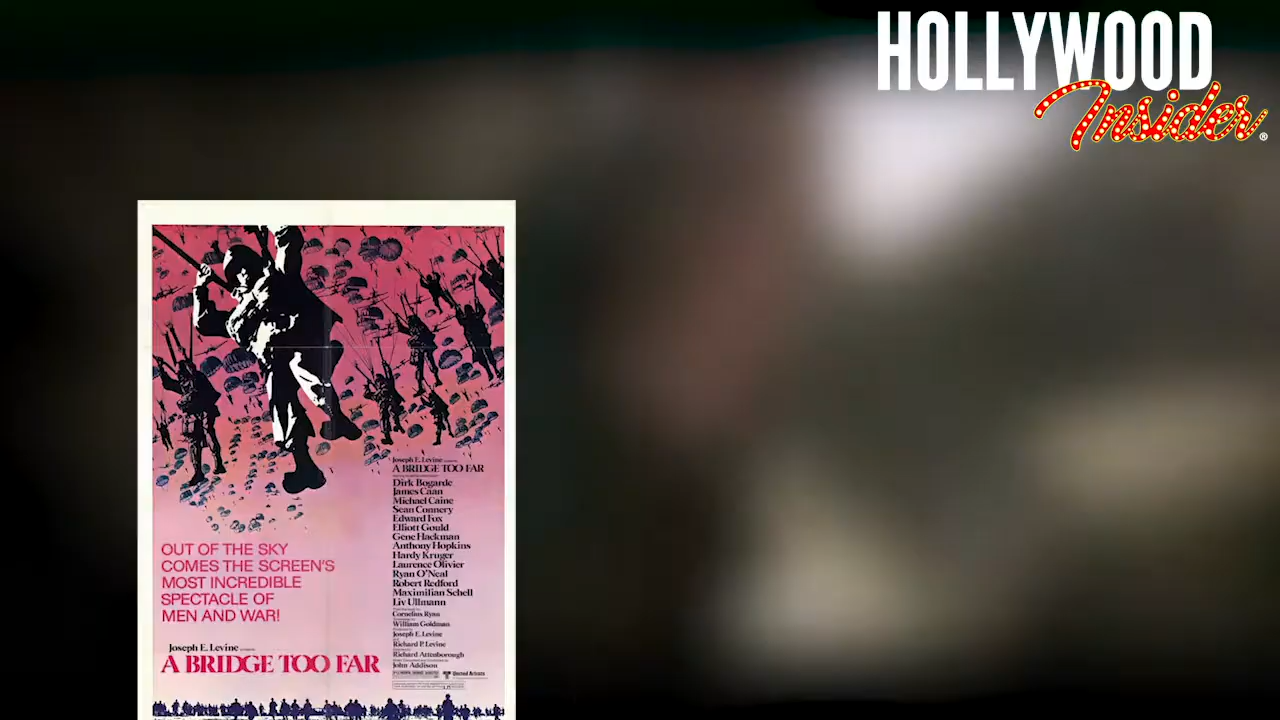 HOLLYWOOD
Insider®
OUT OF THE SKY
COMES THE SCREEN'S
MOST INCREDIBLE
SPECTACLE OF
MEN AND WAR!
Joseph E. Levine
A BRIDGE TOO FAR
Joseph E. Levine
A BRIDGE TOO FAR
Dirk Bogarde
James Caan
Michael Caine
Sean Connery
Edward Fox
Elliott Gould
Gene Hackman
Anthony Hopkins
Hardy Kruger
Laurence Olivier
Ryan O'Neal
Robert Redford
Maximilian Schell
Liv Ullmann
Cornelius Ryan
William Goldman
Joseph E. Levine
Richard P. Levine
Richard Attenborough
John Addison
United Artists